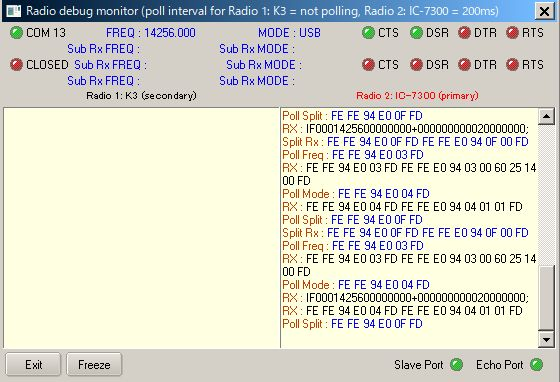 Radio debug monitor (poll interval for Radio 1: K3 = not polling, Radio 2: IC-7300 = 200ms)
COM 13 FREQ : 14256.000 MODE : USB CTS DSR DTR RTS
Sub Rx FREQ : Sub Rx MODE :
CLOSED Sub Rx FREQ : Sub Rx MODE : CTS DSR DTR RTS
Sub Rx FREQ : Sub Rx MODE :
Radio 1: K3 (secondary) Radio 2: IC-7300 (primary)
Poll Split : FE FE 94 E0 0F FD
RX : IF0001425600000000+000000000020000000;
Split Rx : FE FE 94 E0 0F FD FE FE E0 94 0F 00 FD
Poll Freq : FE FE 94 E0 03 FD
RX : FE FE 94 E0 03 FD FE FE E0 94 03 00 60 25 14
00 FD
Poll Mode : FE FE 94 E0 04 FD
RX : FE FE 94 E0 04 FD FE FE E0 94 04 01 01 FD
Poll Split : FE FE 94 E0 0F FD
Split Rx : FE FE 94 E0 0F FD FE FE E0 94 0F 00 FD
Poll Freq : FE FE 94 E0 03 FD
RX : FE FE 94 E0 03 FD FE FE E0 94 03 00 60 25 14
00 FD
Poll Mode : FE FE 94 E0 04 FD
RX : IF0001425600000000+000000000020000000;
RX : FE FE 94 E0 04 FD FE FE E0 94 04 01 01 FD
Poll Split : FE FE 94 E0 0F FD
Exit Freeze Slave Port Echo Port